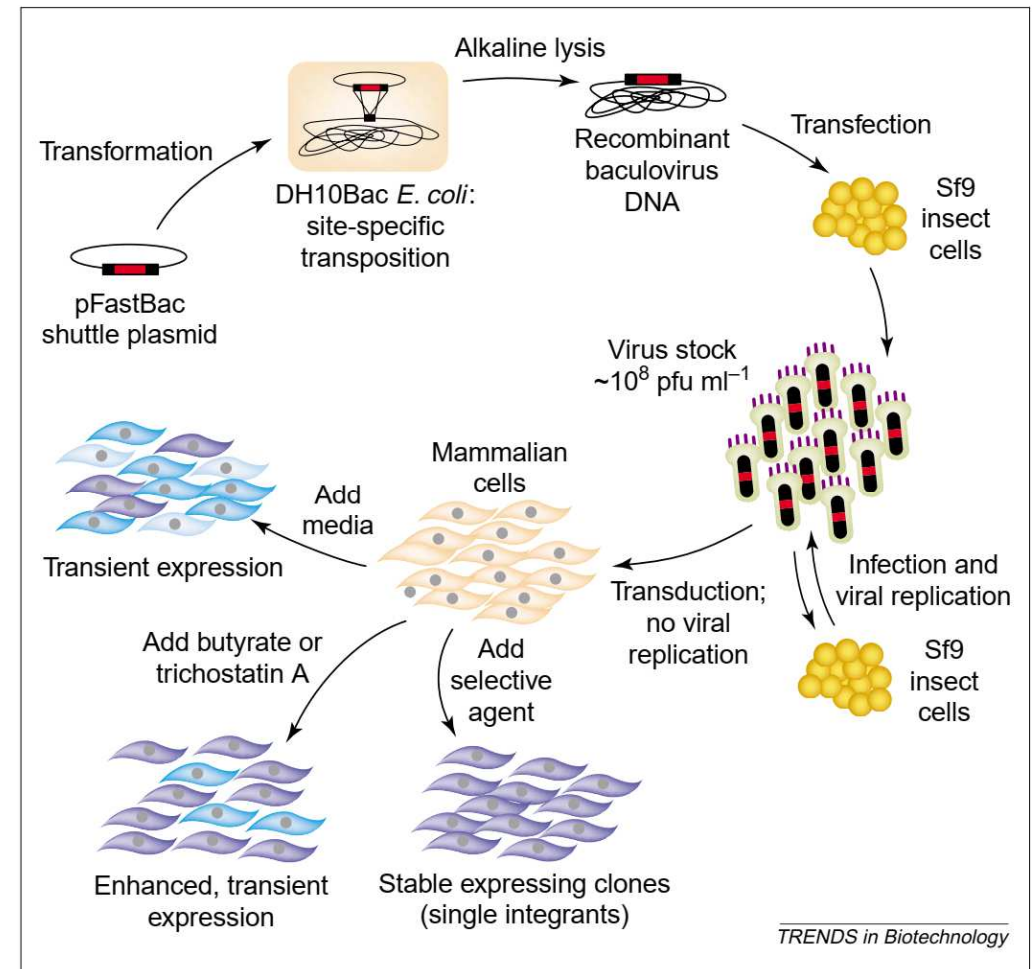 Alkaline lysis
Transformation
DH10Bac E. coli:
site-specific
transposition
Recombinant
baculovirus
DNA
Transfection
Sf9
insect
cells
pFastBac
shuttle plasmid
Virus stock
~10⁸ pfu ml⁻¹
Mammalian
cells
Add
media
Transient expression
Transduction;
no viral
replication
Infection and
viral replication
Sf9
insect
cells
Add butyrate or
trichostatin A
Add
selective
agent
Enhanced, transient
expression
Stable expressing clones
(single integrants)
TRENDS in Biotechnology